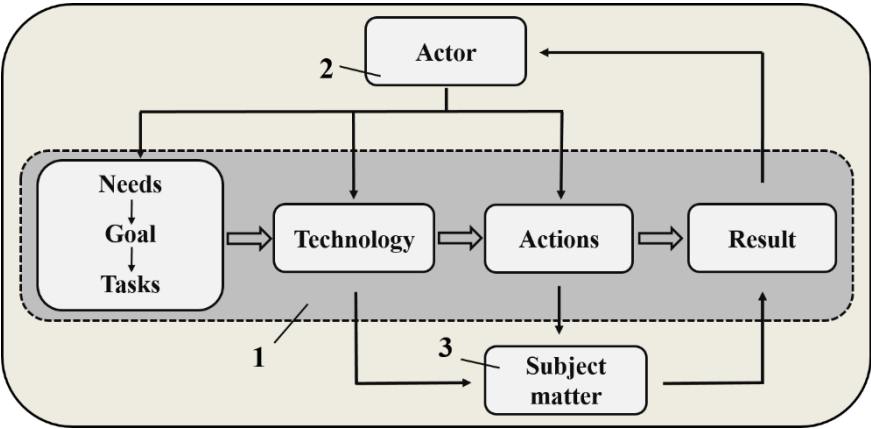 Actor
2
Needs
Goal
Tasks
Technology
Actions
Result
1
3
Subject
matter